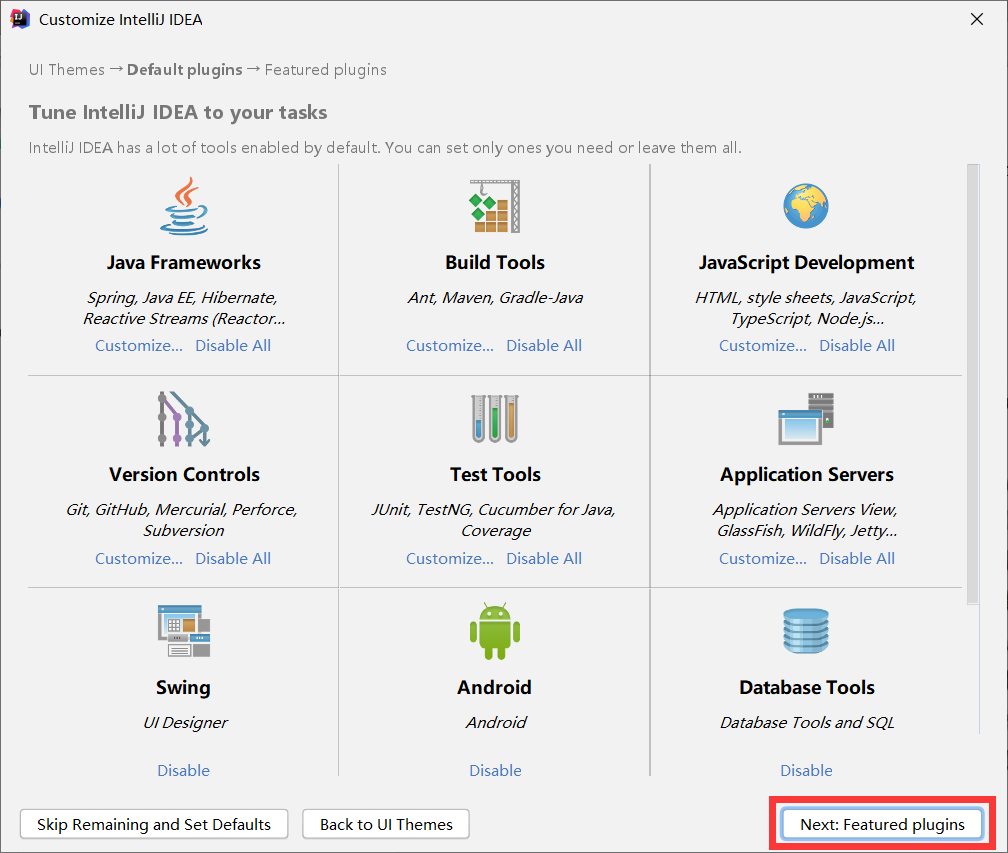 Customize IntelliJ IDEA
UI Themes → Default plugins → Featured plugins
Tune IntelliJ IDEA to your tasks
IntelliJ IDEA has a lot of tools enabled by default. You can set only ones you need or leave them all.
Java Frameworks
Spring, Java EE, Hibernate,
Reactive Streams (Reactor...
Customize... Disable All
Build Tools
Ant, Maven, Gradle-Java
Customize... Disable All
JavaScript Development
HTML, style sheets, JavaScript,
TypeScript, Node.js...
Customize... Disable All
Version Controls
Git, GitHub, Mercurial, Perforce,
Subversion
Customize... Disable All
Test Tools
JUnit, TestNG, Cucumber for Java,
Coverage
Customize... Disable All
Application Servers
Application Servers View,
GlassFish, WildFly, Jetty...
Customize... Disable All
Swing
UI Designer
Disable
Android
Android
Disable
Database Tools
Database Tools and SQL
Disable
Skip Remaining and Set Defaults
Back to UI Themes
Next: Featured plugins